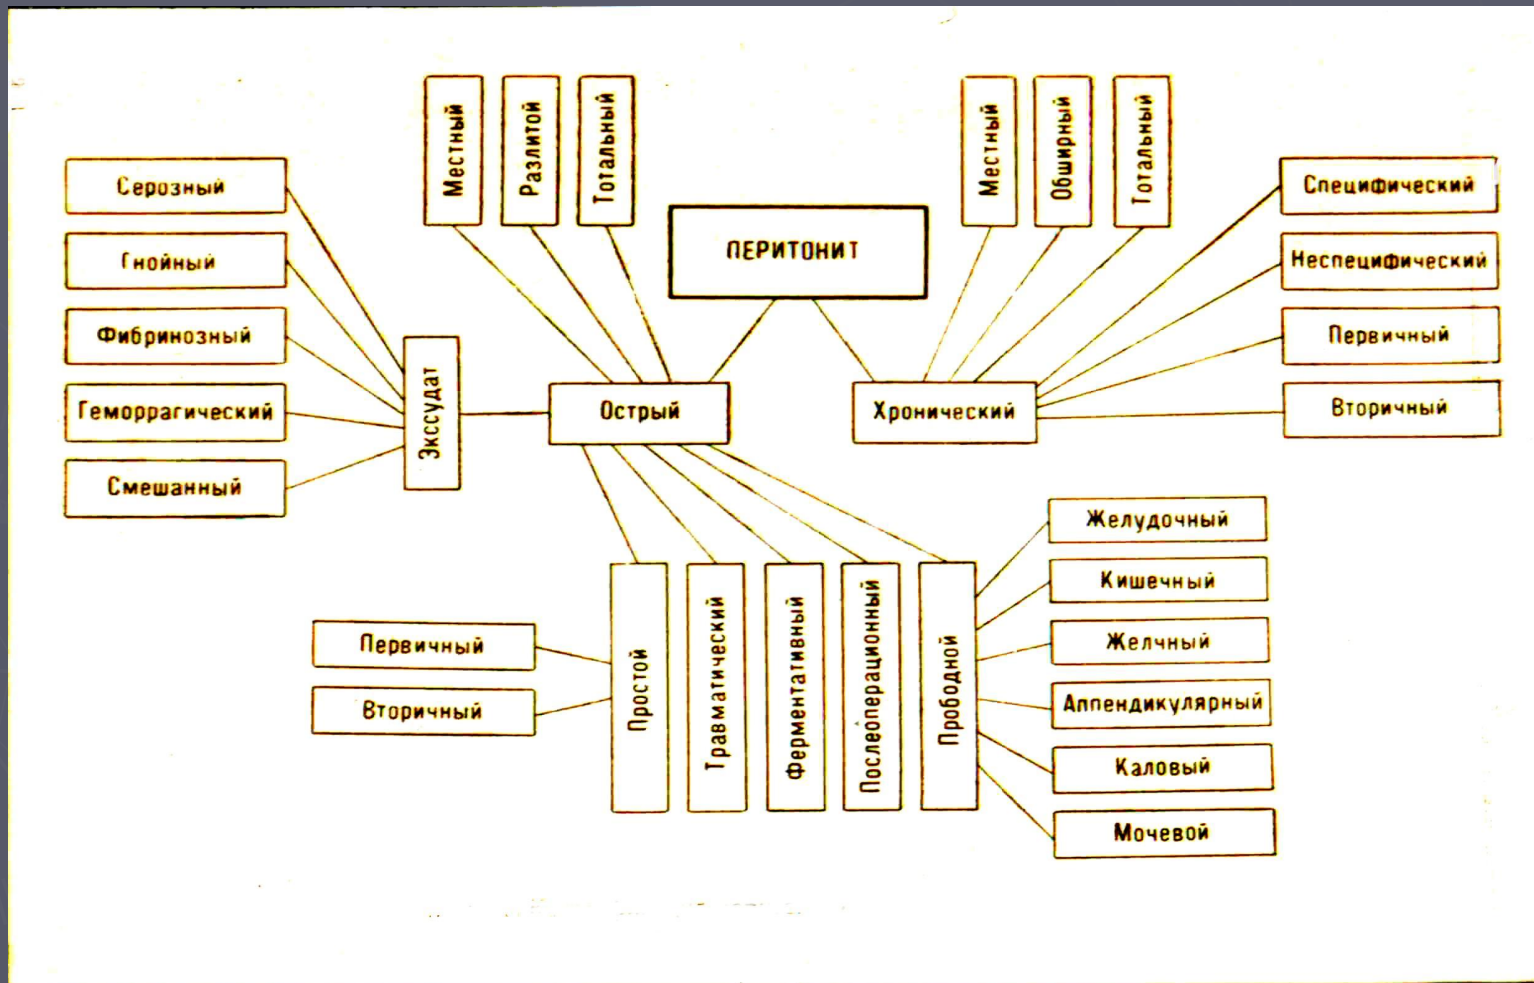 Местный
Разлитой
Тотальный
ПЕРИТОНИТ
Местный
Обширный
Тотальный
Серозный
Гнойный
Фибринозный
Геморрагический
Смешанный
Экссудат
Острый
Хронический
Специфический
Неспецифический
Первичный
Вторичный
Первичный
Вторичный
Простой
Травматический
Ферментативный
Послеоперационный
Прободной
Желудочный
Кишечный
Желчный
Аппендикулярный
Каловый
Мочевой